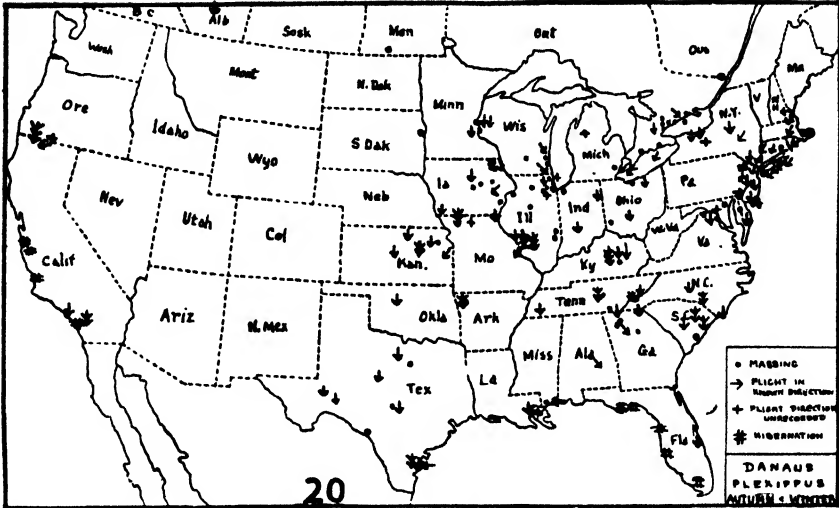 B C
Alb
Sask
Man
Ont
Que
Wash
Mont
N. Dak
Minn
Ma
Ore
Idaho
S Dak
Wis
Mich
N.Y.
V
N H
Wyo
Nev
Utah
Col
Neb
Ia
Ill
Ind
Ohio
Pa
W. Va
Va
Calif
Kan.
Mo
Ky
N.C.
Ariz
N. Mex
Okla
Ark
Tenn
S.C.
Tex
La
Miss
Ala
Ga
Fla
MASSING
FLIGHT IN
KNOWN DIRECTION
FLIGHT DIRECTION
UNRECORDED
HIBERNATION
DANAUS
PLEXIPPUS
AUTUMN & WINTER
20